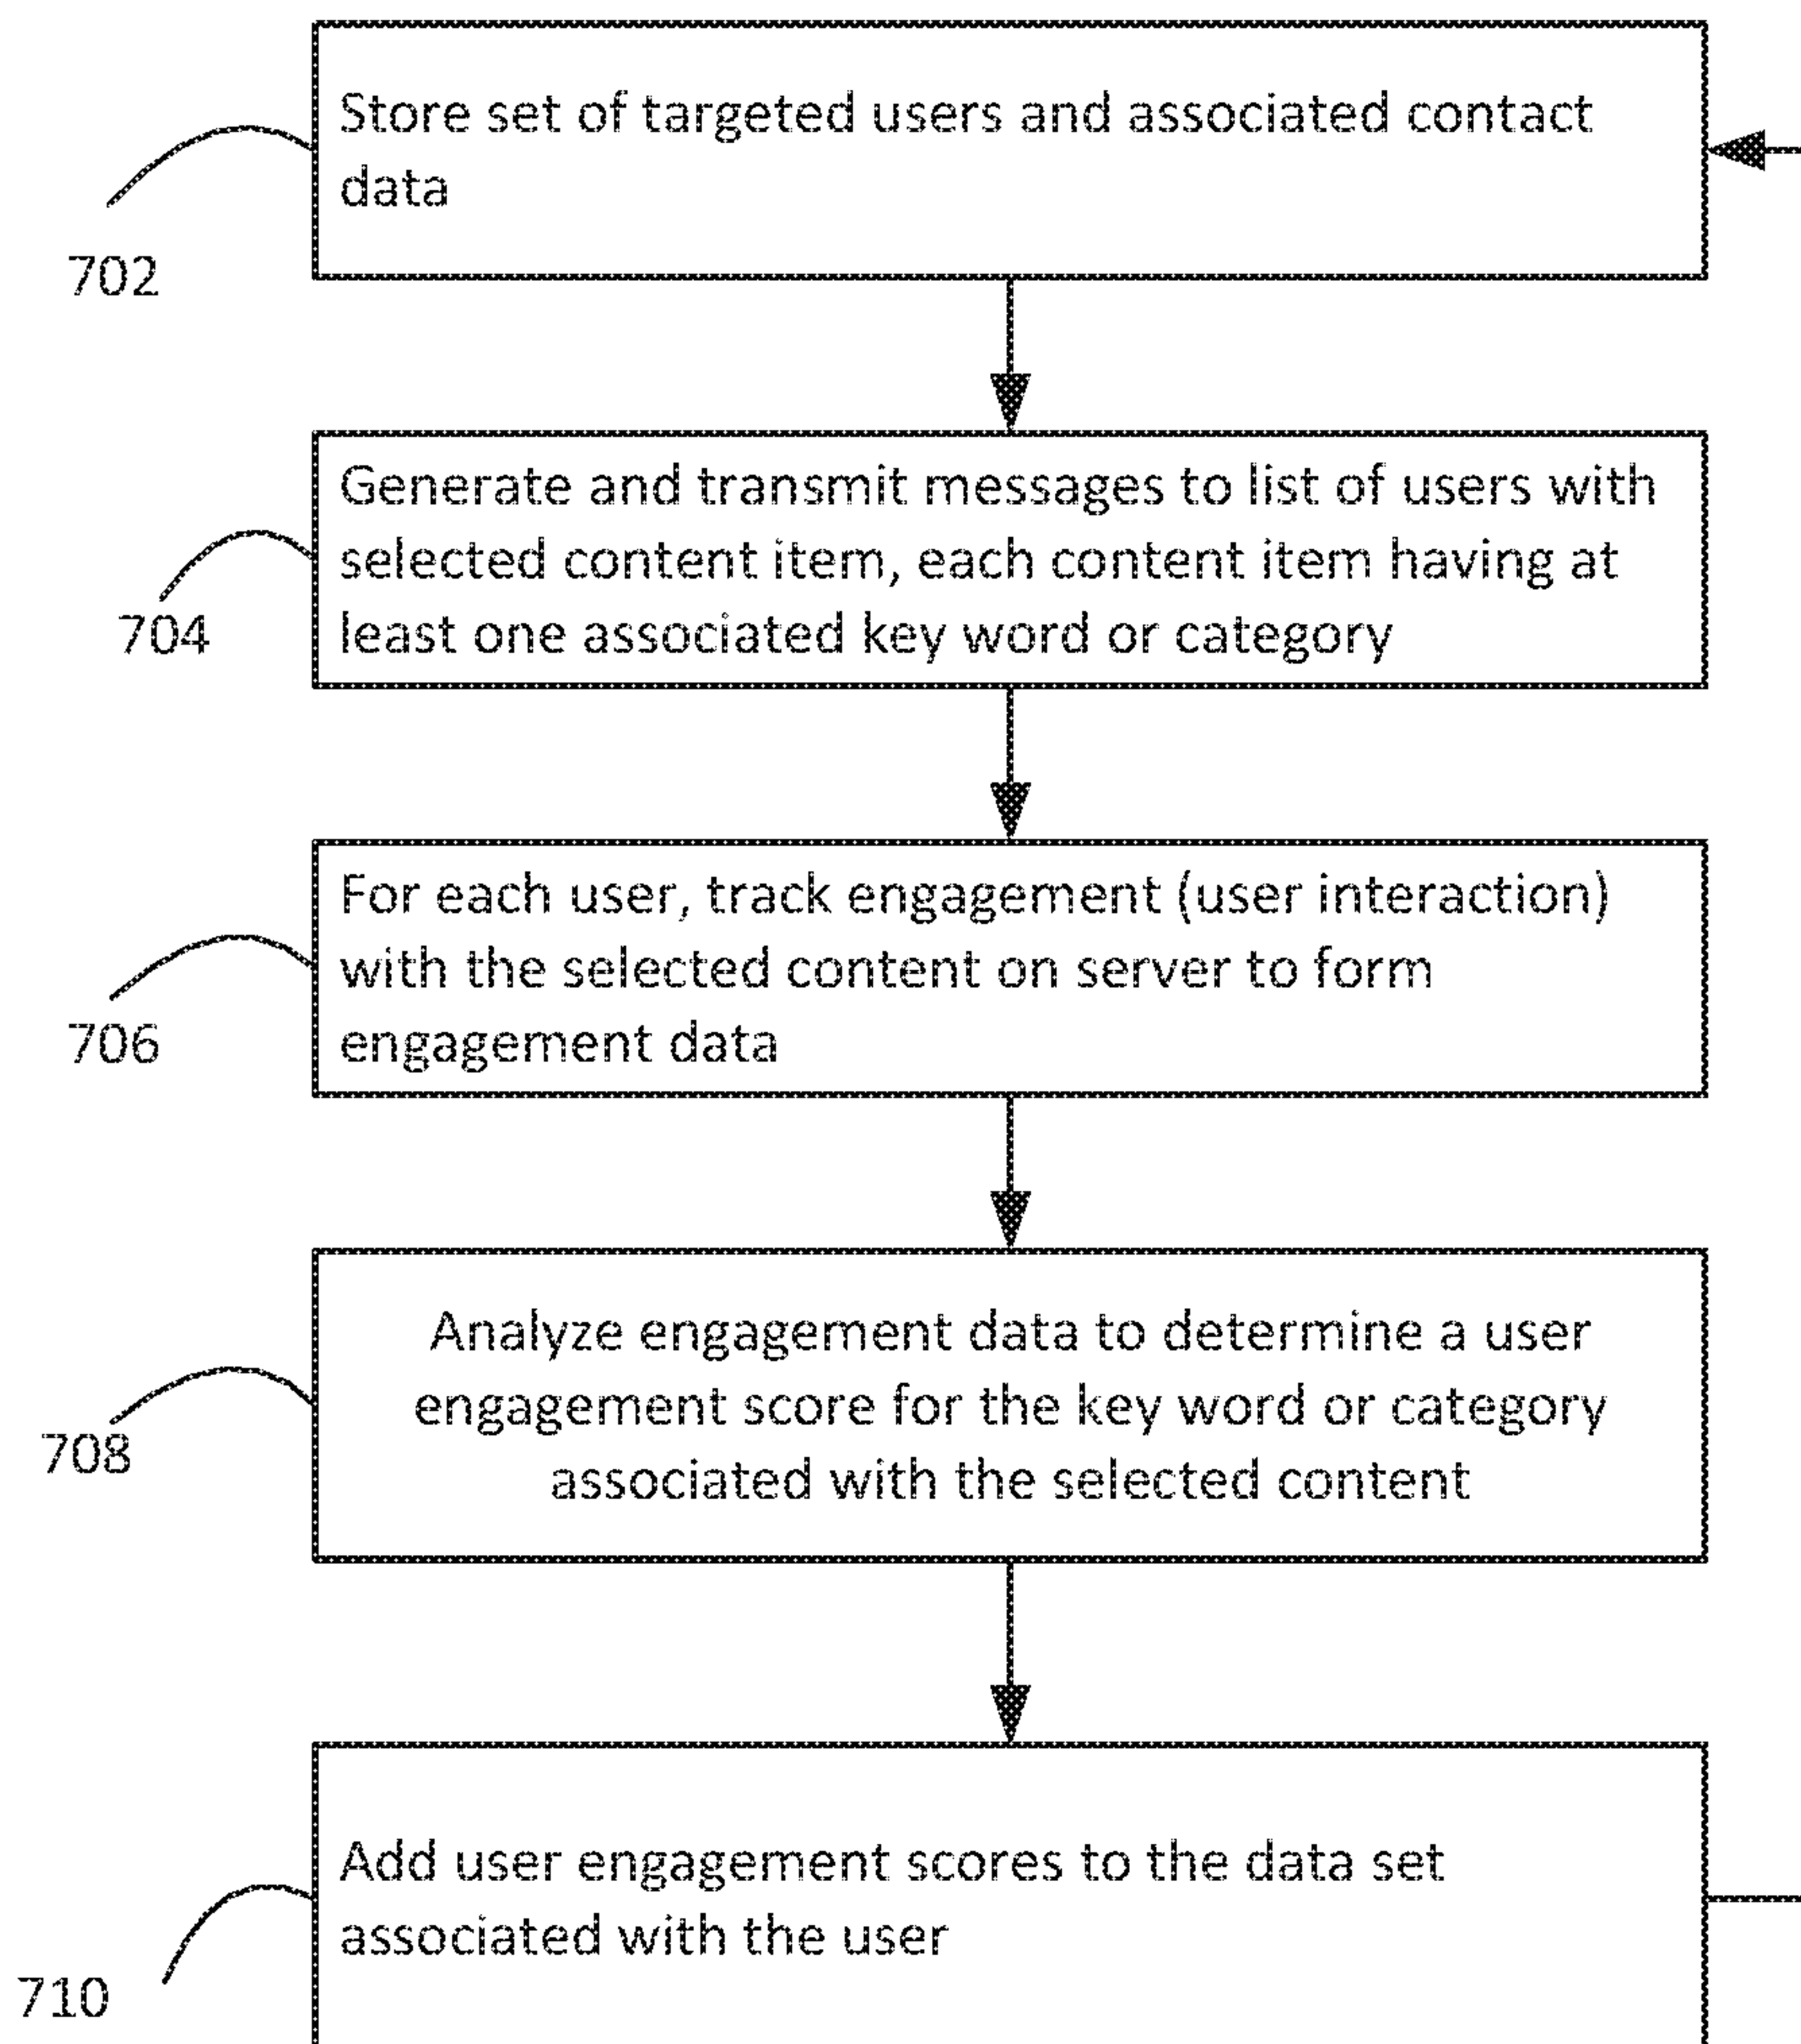 Store set of targeted users and associated contact
data
702
Generate and transmit messages to list of users with
selected content item, each content item having at
least one associated key word or category
704
For each user, track engagement (user interaction)
with the selected content on server to form
engagement data
706
Analyze engagement data to determine a user
engagement score for the key word or category
associated with the selected content
708
Add user engagement scores to the data set
associated with the user
710